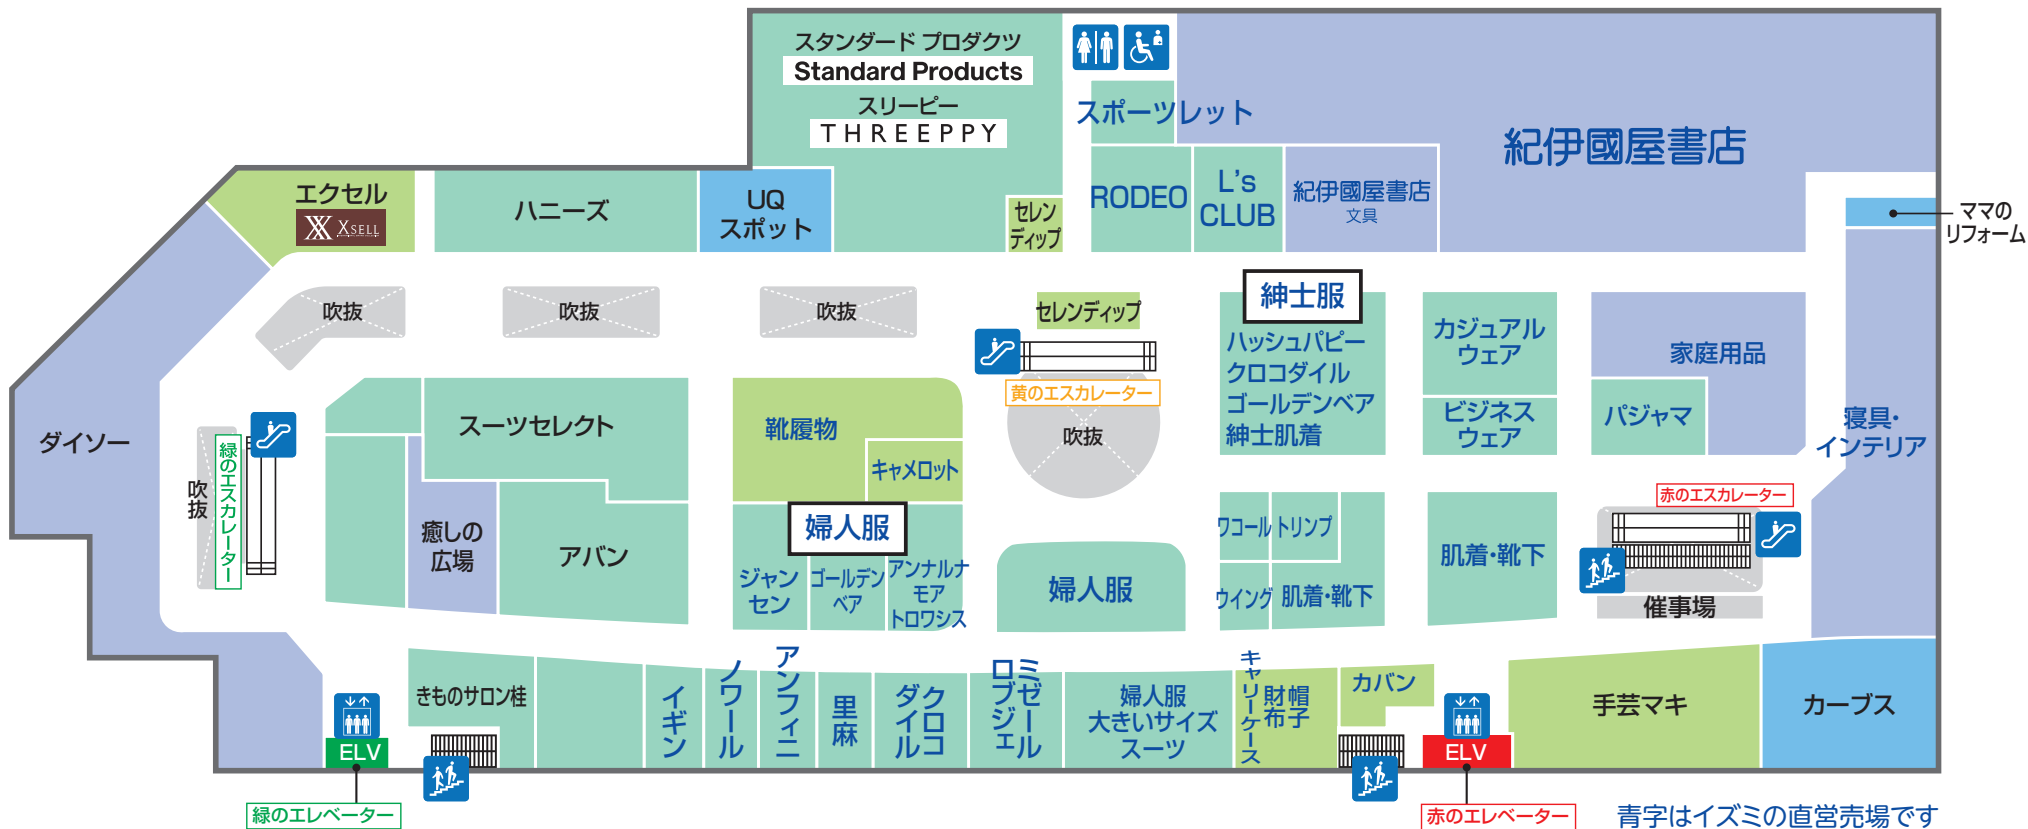 スタンダード プロダクツ
Standard Products
スリーピー
THREEPPY
スポーツレット
紀伊國屋書店
エクセル
XSELL
ハニーズ
UQ
スポット
セレン
ディップ
RODEO
L's
CLUB
紀伊國屋書店
文具
ママの
リフォーム
吹抜
吹抜
吹抜
セレンディップ
紳士服
ハッシュパピー
クロコダイル
ゴールデンベア
紳士肌着
カジュアル
ウェア
ビジネス
ウェア
家庭用品
パジャマ
寝具・
インテリア
黄のエスカレーター
吹抜
ダイソー
吹抜
緑のエスカレーター
スーツセレクト
癒しの
広場
アバン
靴履物
キャメロット
婦人服
ジャン
セン
ゴールデン
ベア
アンナルナ
モア
トロワシス
婦人服
ワコール
トリンプ
ウイング
肌着・靴下
肌着・靴下
赤のエスカレーター
催事場
きものサロン桂
イギン
ノワール
アンフィニ
里麻
クロコ
ダイル
ミゼール
ロブジェ
婦人服
大きいサイズ
スーツ
キャリーケース
帽子
財布
カバン
手芸マキ
カーブス
ELV
ELV
緑のエレベーター
赤のエレベーター
青字はイズミの直営売場です